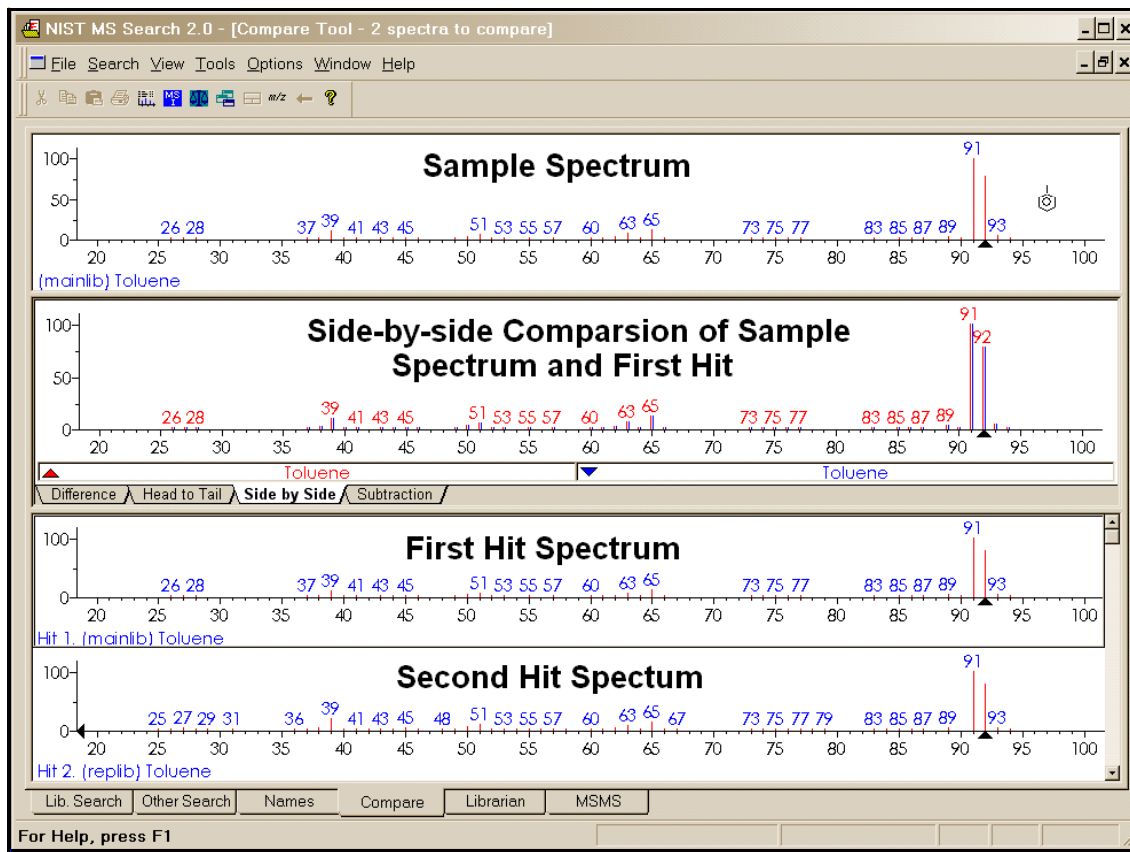 NIST MS Search 2.0 - [Compare Tool - 2 spectra to compare]
File Search View Tools Options Window Help
MS m/z ?
Sample Spectrum
100
50
0
26 28 37 39 41 43 45 51 53 55 57 60 63 65 73 75 77 83 85 87 89 91 93
20 25 30 35 40 45 50 55 60 65 70 75 80 85 90 95 100
(mainlib) Toluene
Side-by-side Comparsion of Sample
Spectrum and First Hit
100
50
0
26 28 39 41 43 45 51 53 55 57 60 63 65 73 75 77 83 85 87 89 91 92
20 25 30 35 40 45 50 55 60 65 70 75 80 85 90 95 100
Toluene Toluene
Difference Head to Tail Side by Side Subtraction
First Hit Spectrum
100
0
26 28 37 39 41 43 45 51 53 55 57 60 63 65 73 75 77 83 85 87 89 91 93
20 25 30 35 40 45 50 55 60 65 70 75 80 85 90 95 100
Hit 1. (mainlib) Toluene
Second Hit Spectum
100
0
25 27 29 31 36 39 41 43 45 48 51 53 55 57 60 63 65 67 73 75 77 79 83 85 87 89 91 93
20 25 30 35 40 45 50 55 60 65 70 75 80 85 90 95 100
Hit 2. (replib) Toluene
Lib. Search Other Search Names Compare Librarian MSMS
For Help, press F1